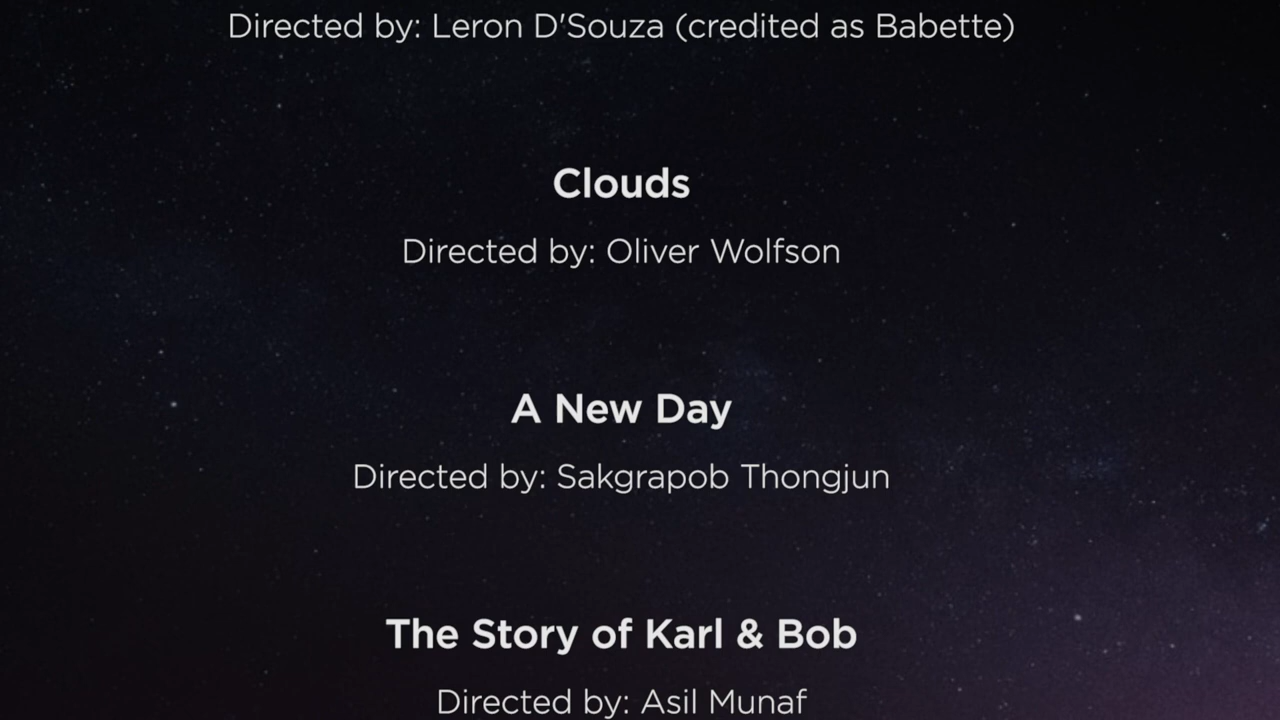 Directed by: Leron D'Souza (credited as Babette)
Clouds
Directed by: Oliver Wolfson
A New Day
Directed by: Sakgrapob Thongjun
The Story of Karl & Bob
Directed by: Asil Munaf